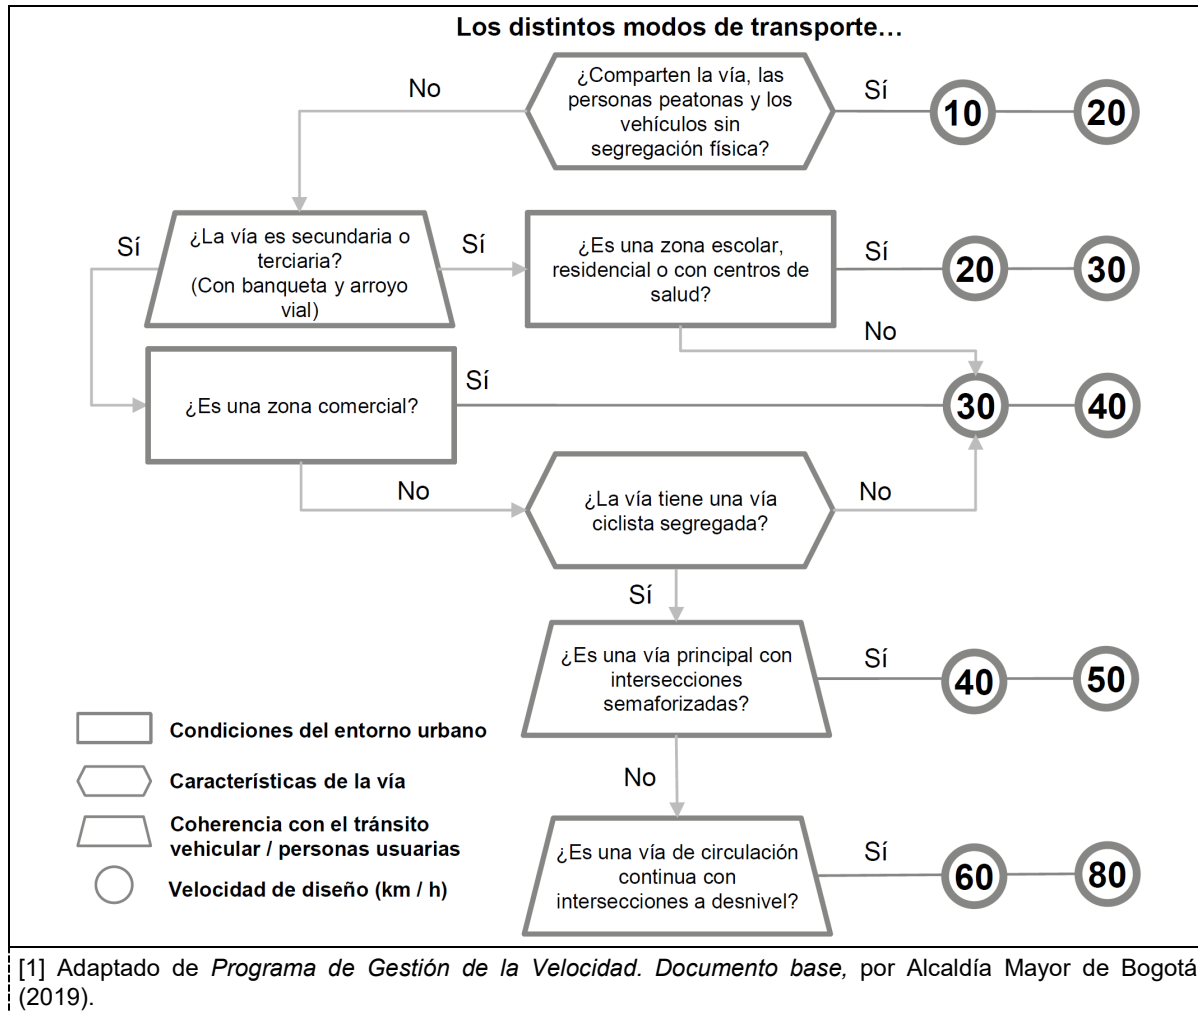 Los distintos modos de transporte…
¿Comparten la vía, las
personas peatonas y los
vehículos sin
segregación física?
No
Sí
10
20
¿La vía es secundaria o
terciaria?
(Con banqueta y arroyo
vial)
Sí
Sí
¿Es una zona escolar,
residencial o con centros de
salud?
Sí
20
30
No
¿Es una zona comercial?
Sí
30
40
No
¿La vía tiene una vía
ciclista segregada?
No
Sí
¿Es una vía principal con
intersecciones
semaforizadas?
Sí
40
50
No
¿Es una vía de circulación
continua con
intersecciones a desnivel?
Sí
60
80
Condiciones del entorno urbano
Características de la vía
Coherencia con el tránsito
vehicular / personas usuarias
Velocidad de diseño (km / h)
[1] Adaptado de Programa de Gestión de la Velocidad. Documento base, por Alcaldía Mayor de Bogotá
(2019).